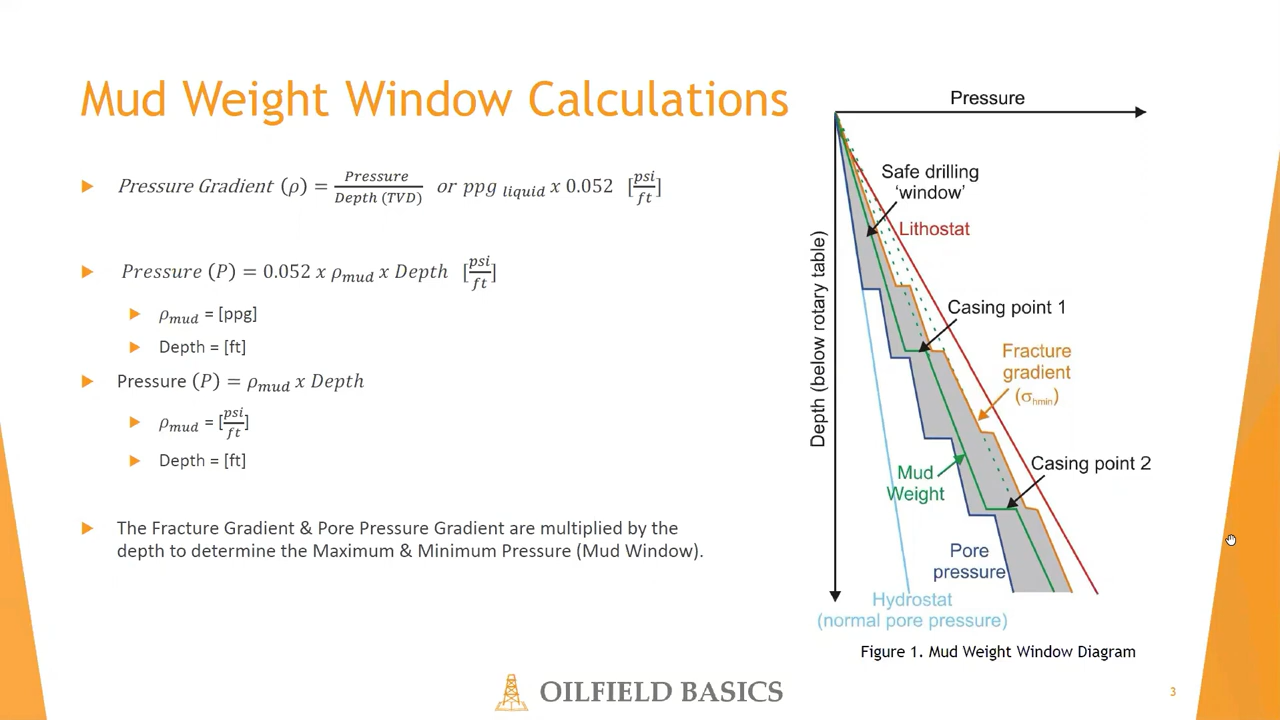 Mud Weight Window Calculations
Pressure Gradient (ρ) = Pressure / Depth (TVD) or ppg liquid x 0.052 [psi/ft]
Pressure (P) = 0.052 x ρmud x Depth [psi/ft]
ρmud = [ppg]
Depth = [ft]
Pressure (P) = ρmud x Depth
ρmud = [psi/ft]
Depth = [ft]
The Fracture Gradient & Pore Pressure Gradient are multiplied by the
depth to determine the Maximum & Minimum Pressure (Mud Window).
Pressure
Depth (below rotary table)
Safe drilling
'window'
Lithostat
Casing point 1
Fracture
gradient
(σhmin)
Casing point 2
Mud
Weight
Pore
pressure
Hydrostat
(normal pore pressure)
Figure 1. Mud Weight Window Diagram
OILFIELD BASICS
3